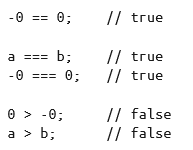 -0 == 0;    // true
a === b;    // true
-0 === 0;   // true
0 > -0;     // false
a > b;      // false